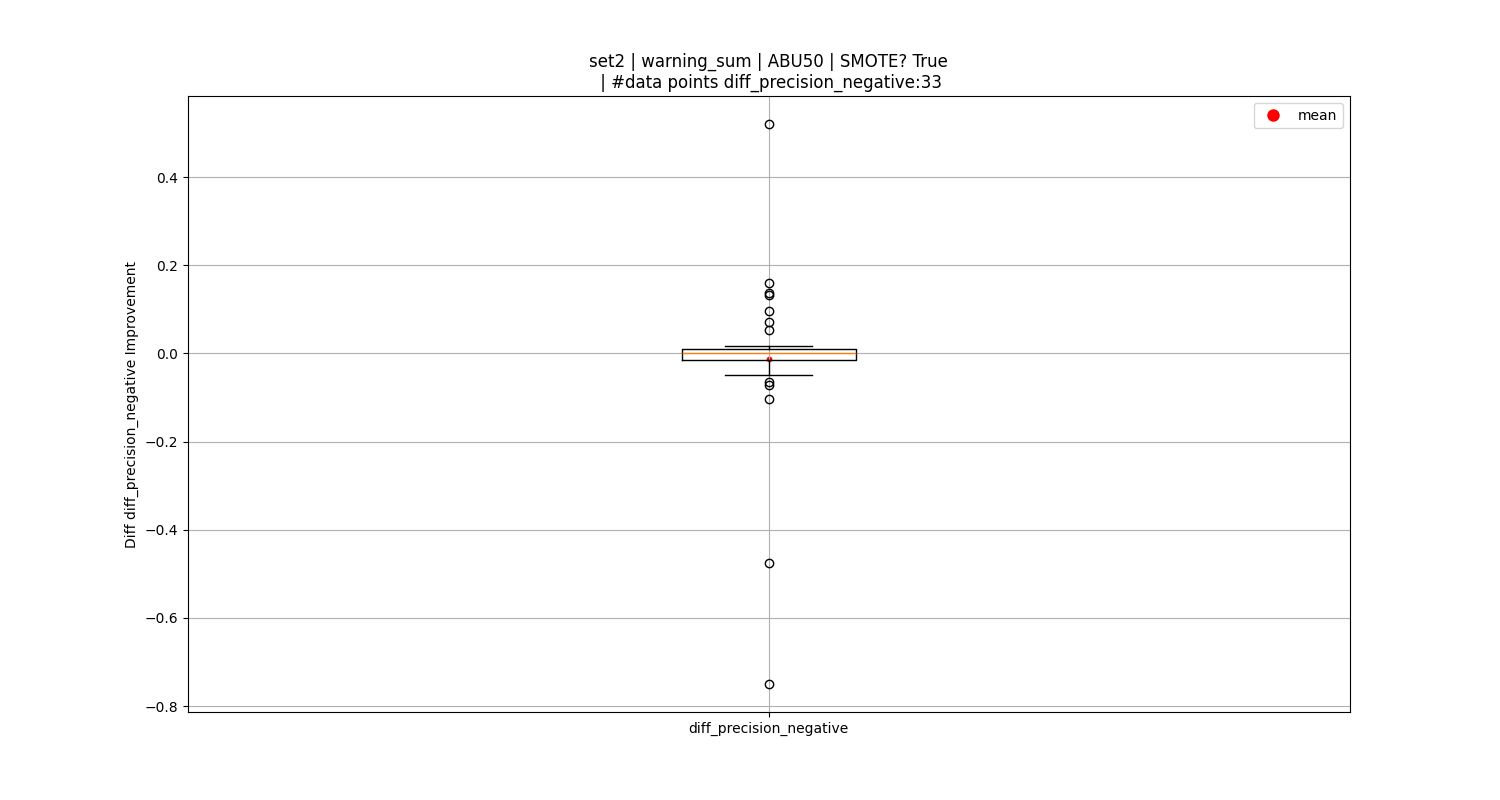 set2 | warning_sum | ABU50 | SMOTE? True
| #data points diff_precision_negative:33
mean
0.4
0.2
0.0
−0.2
−0.4
−0.6
−0.8
Diff diff_precision_negative Improvement
diff_precision_negative